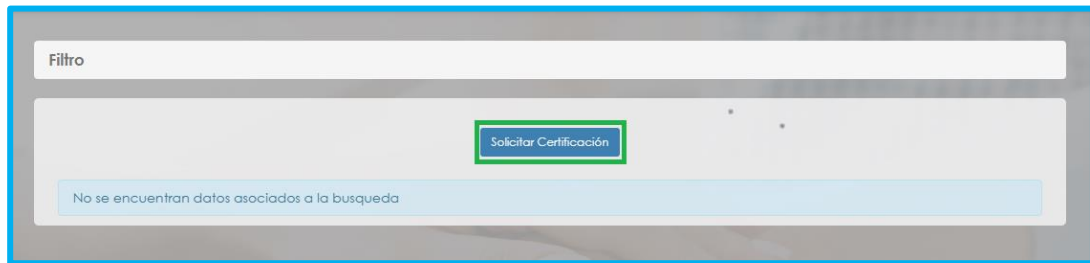 Filtro
Solicitar Certificación
No se encuentran datos asociados a la busqueda